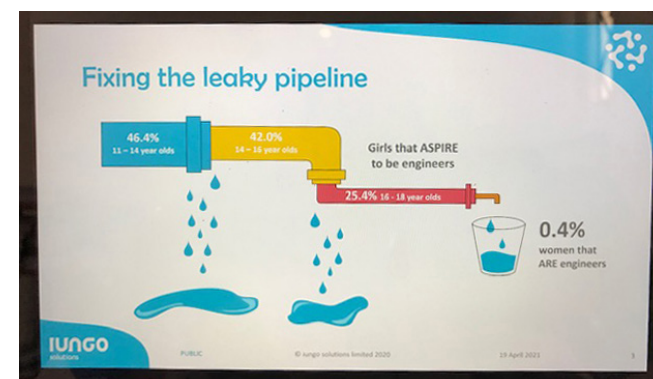 Fixing the leaky pipeline
46.4%
11 – 14 year olds
42.0%
14 – 16 year olds
Girls that ASPIRE
to be engineers
25.4% 16 - 18 year olds
0.4%
women that
ARE engineers
IUNGO
solutions
PUBLIC
© iungo solutions limited 2020
19 April 2021
3